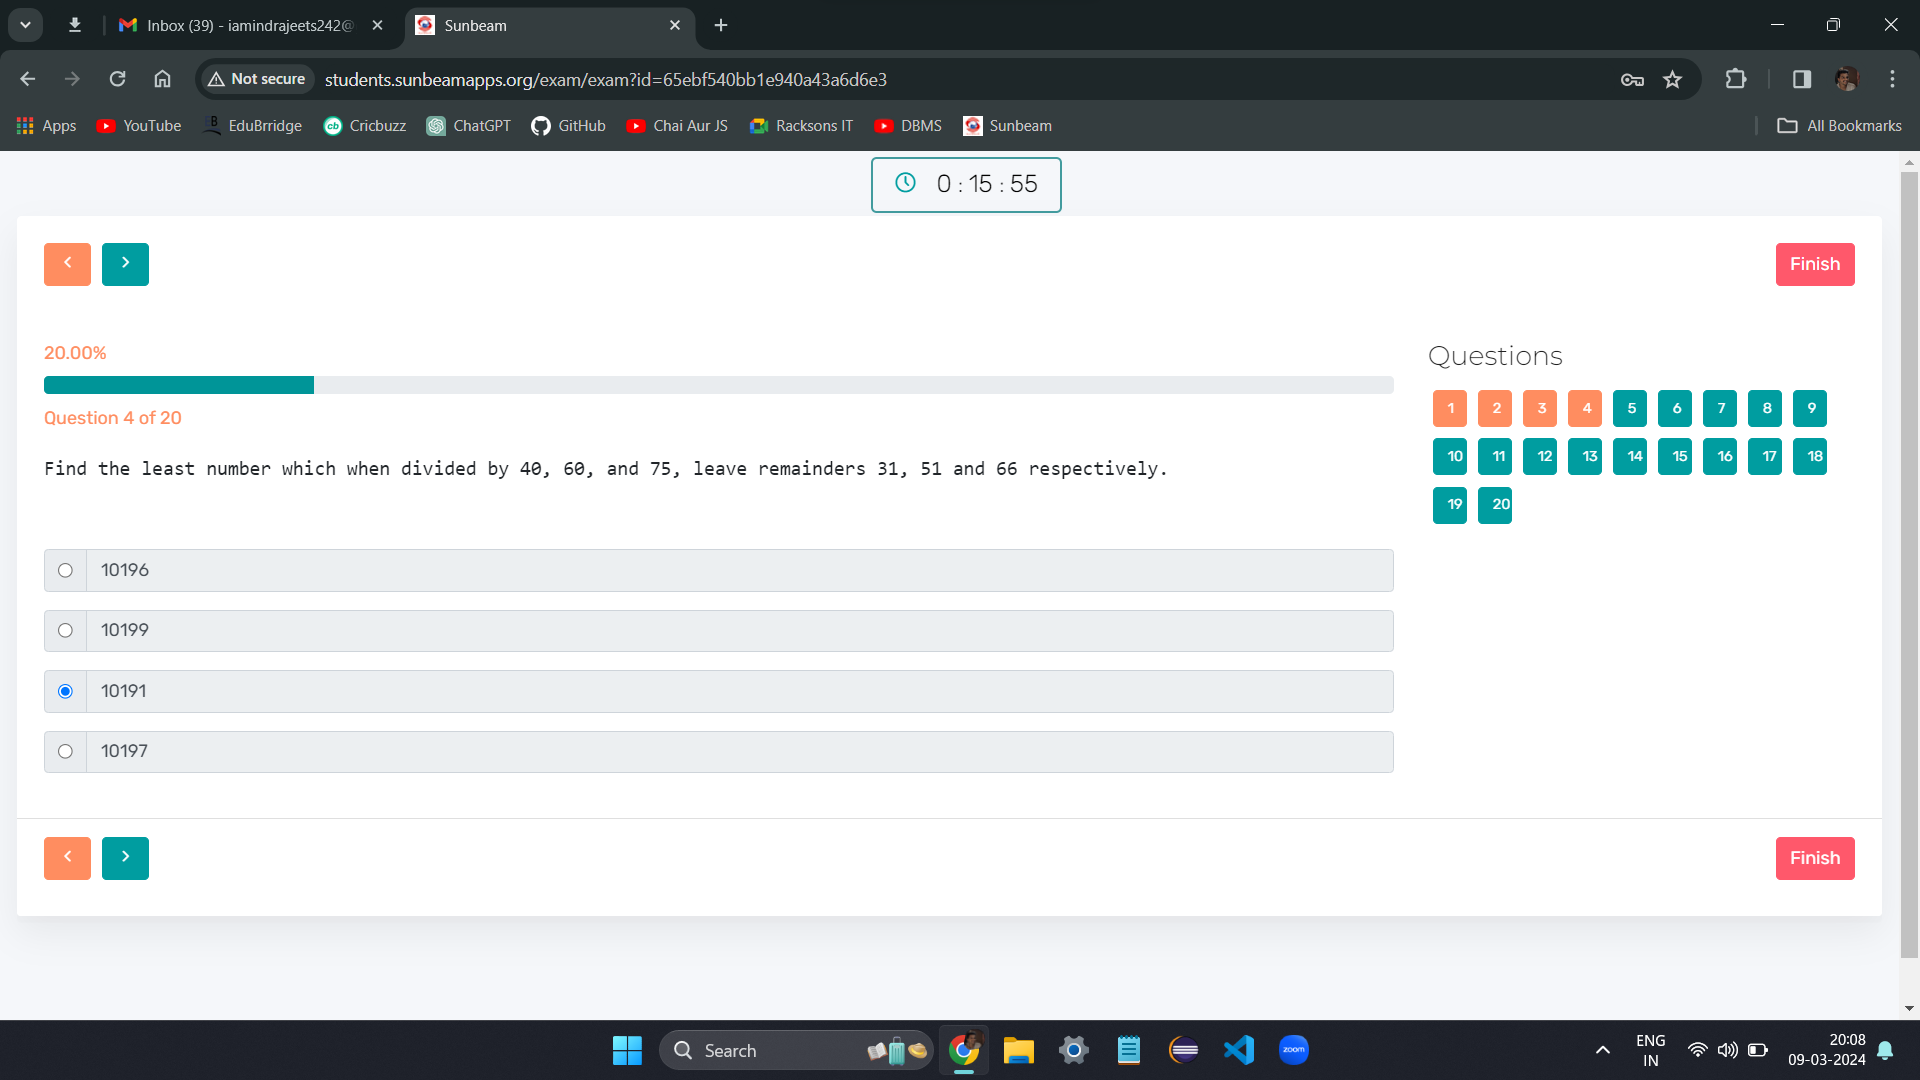 Inbox (39) - iamindrajeets242@
Sunbeam
Not secure
students.sunbeamapps.org/exam/exam?id=65ebf540bb1e940a43a6d6e3
Apps
YouTube
EduBrridge
Cricbuzz
ChatGPT
GitHub
Chai Aur JS
Racksons IT
DBMS
Sunbeam
All Bookmarks
0 : 15 : 55
Finish
20.00%
Question 4 of 20
Find the least number which when divided by 40, 60, and 75, leave remainders 31, 51 and 66 respectively.
10196
10199
10191
10197
Questions
1 2 3 4 5 6 7 8 9
10 11 12 13 14 15 16 17 18
19 20
Finish
Search
zoom
ENG
IN
20:08
09-03-2024